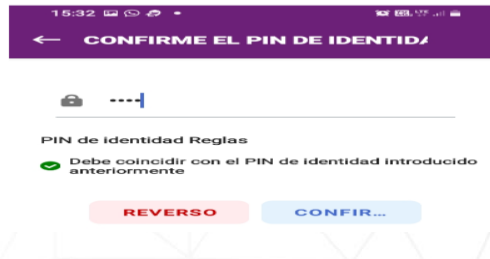 15:32
← CONFIRME EL PIN DE IDENTIDA
••••
PIN de identidad Reglas
Debe coincidir con el PIN de identidad introducido
anteriormente
REVERSO CONFIR...